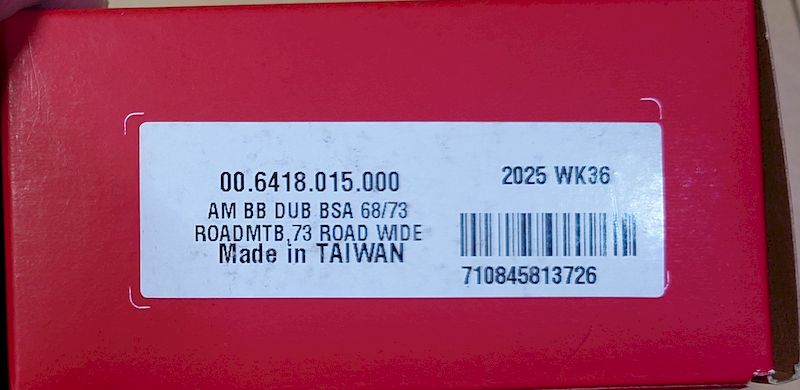 00.6418.015.000
AM BB DUB BSA 68/73
ROADMTB,73 ROAD WIDE
Made in TAIWAN
2025 WK36
710845813726